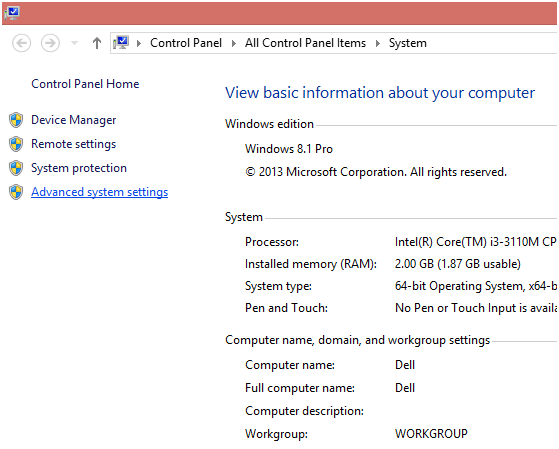 Control Panel All Control Panel Items System
Control Panel Home
Device Manager
Remote settings
System protection
Advanced system settings
View basic information about your computer
Windows edition
Windows 8.1 Pro
© 2013 Microsoft Corporation. All rights reserved.
System
Processor: Intel(R) Core(TM) i3-3110M CP
Installed memory (RAM): 2.00 GB (1.87 GB usable)
System type: 64-bit Operating System, x64-b
Pen and Touch: No Pen or Touch Input is availa
Computer name, domain, and workgroup settings
Computer name: Dell
Full computer name: Dell
Computer description:
Workgroup: WORKGROUP